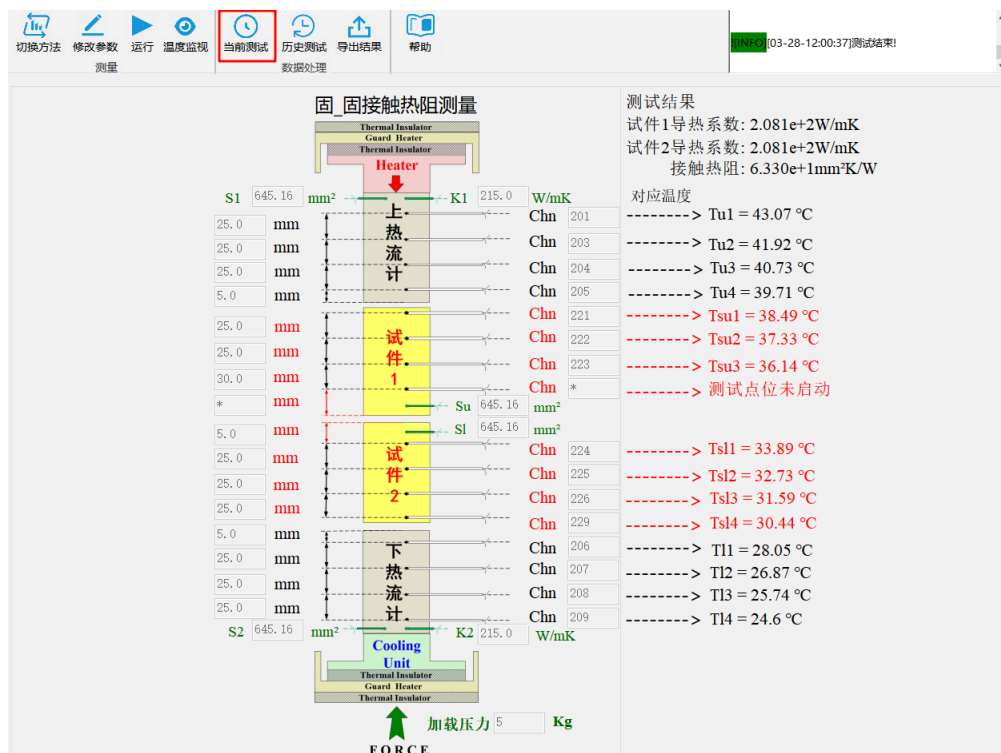 切换方法 修改参数 运行 温度监视 当前测试 历史测试 导出结果 帮助
测量 数据处理
[INFO][03-28-12:00:37]测试结束!
固_固接触热阻测量
Thermal Insulator
Guard Heater
Thermal Insulator
Heater
测试结果
试件1导热系数: 2.081e+2W/mK
试件2导热系数: 2.081e+2W/mK
接触热阻: 6.330e+1mm²K/W
对应温度
S1 645.16 mm² K1 215.0 W/mK
上热流计
Chn 201 --------> Tu1 = 43.07 ℃
25.0 mm
Chn 203 --------> Tu2 = 41.92 ℃
25.0 mm
Chn 204 --------> Tu3 = 40.73 ℃
25.0 mm
Chn 205 --------> Tu4 = 39.71 ℃
5.0 mm
Chn 221 --------> Tsu1 = 38.49 ℃
25.0 mm
试件1
Chn 222 --------> Tsu2 = 37.33 ℃
25.0 mm
Chn 223 --------> Tsu3 = 36.14 ℃
30.0 mm
Chn * --------> 测试点位未启动
* mm
Su 645.16 mm²
Sl 645.16 mm²
5.0 mm
试件2
Chn 224 --------> Tsl1 = 33.89 ℃
25.0 mm
Chn 225 --------> Tsl2 = 32.73 ℃
25.0 mm
Chn 226 --------> Tsl3 = 31.59 ℃
25.0 mm
Chn 229 --------> Tsl4 = 30.44 ℃
5.0 mm
下热流计
Chn 206 --------> Tl1 = 28.05 ℃
25.0 mm
Chn 207 --------> Tl2 = 26.87 ℃
25.0 mm
Chn 208 --------> Tl3 = 25.74 ℃
25.0 mm
Chn 209 --------> Tl4 = 24.6 ℃
S2 645.16 mm² K2 215.0 W/mK
Cooling
Unit
Thermal Insulator
Guard Heater
Thermal Insulator
加载压力 5 Kg
FORCE